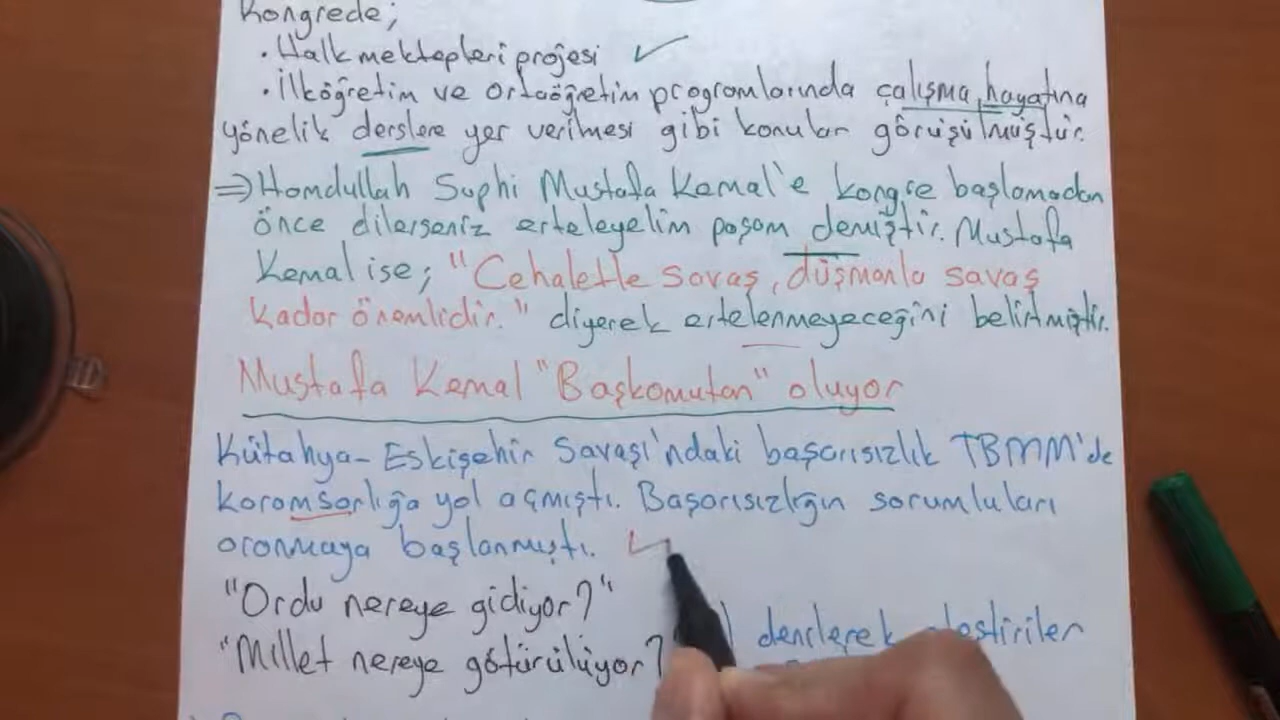 Kongrede;
• Halk mektepleri projesi ✓
• İlköğretim ve ortaöğretim programlarında çalışma hayatına
yönelik derslere yer verilmesi gibi konular görüşülmüştür.
⇒ Hamdullah Suphi Mustafa Kemal'e kongre başlamadan
önce dilerseniz erteleyelim paşam demiştir. Mustafa
Kemal ise; "Cehaletle savaş, düşmanla savaş
kadar önemlidir." diyerek ertelenmeyeceğini belirtmiştir.
Mustafa Kemal "Başkomutan" oluyor
Kütahya-Eskişehir Savaşı'ndaki başarısızlık TBMM'de
karamsarlığa yol açmıştı. Başarısızlığın sorumluları
aranmaya başlanmıştı.
"Ordu nereye gidiyor?"
"Millet nereye götürülüyor? denilerek eleştiriler